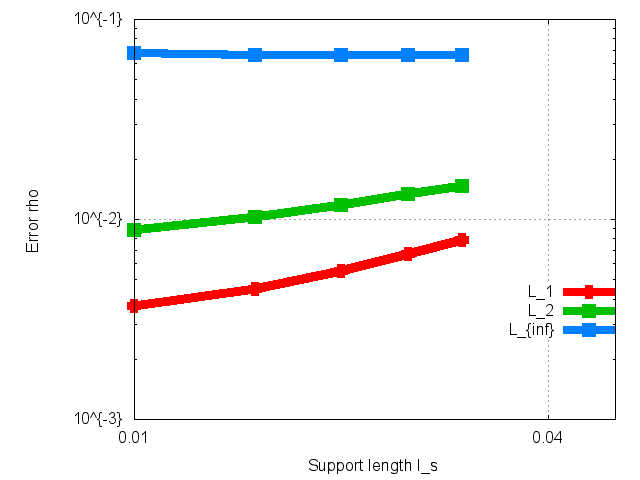 10^{-1}
10^{-2}
10^{-3}
Error rho
L_1
L_2
L_{inf}
0.01
0.04
Support length l_s